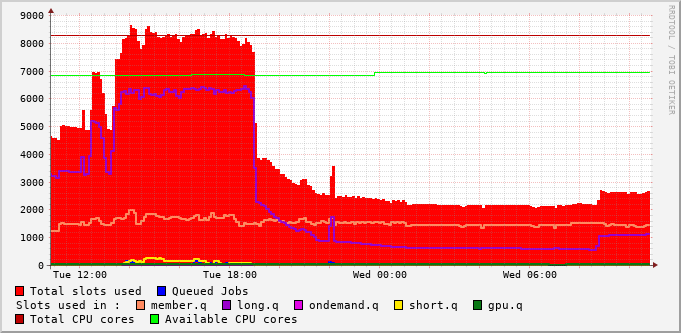 9000
8000
7000
6000
5000
4000
3000
2000
1000
0
Tue 12:00 Tue 18:00 Wed 00:00 Wed 06:00
RRDTOOL / TOBI OETIKER
Total slots used Queued Jobs
Slots used in : member.q long.q ondemand.q short.q gpu.q
Total CPU cores Available CPU cores